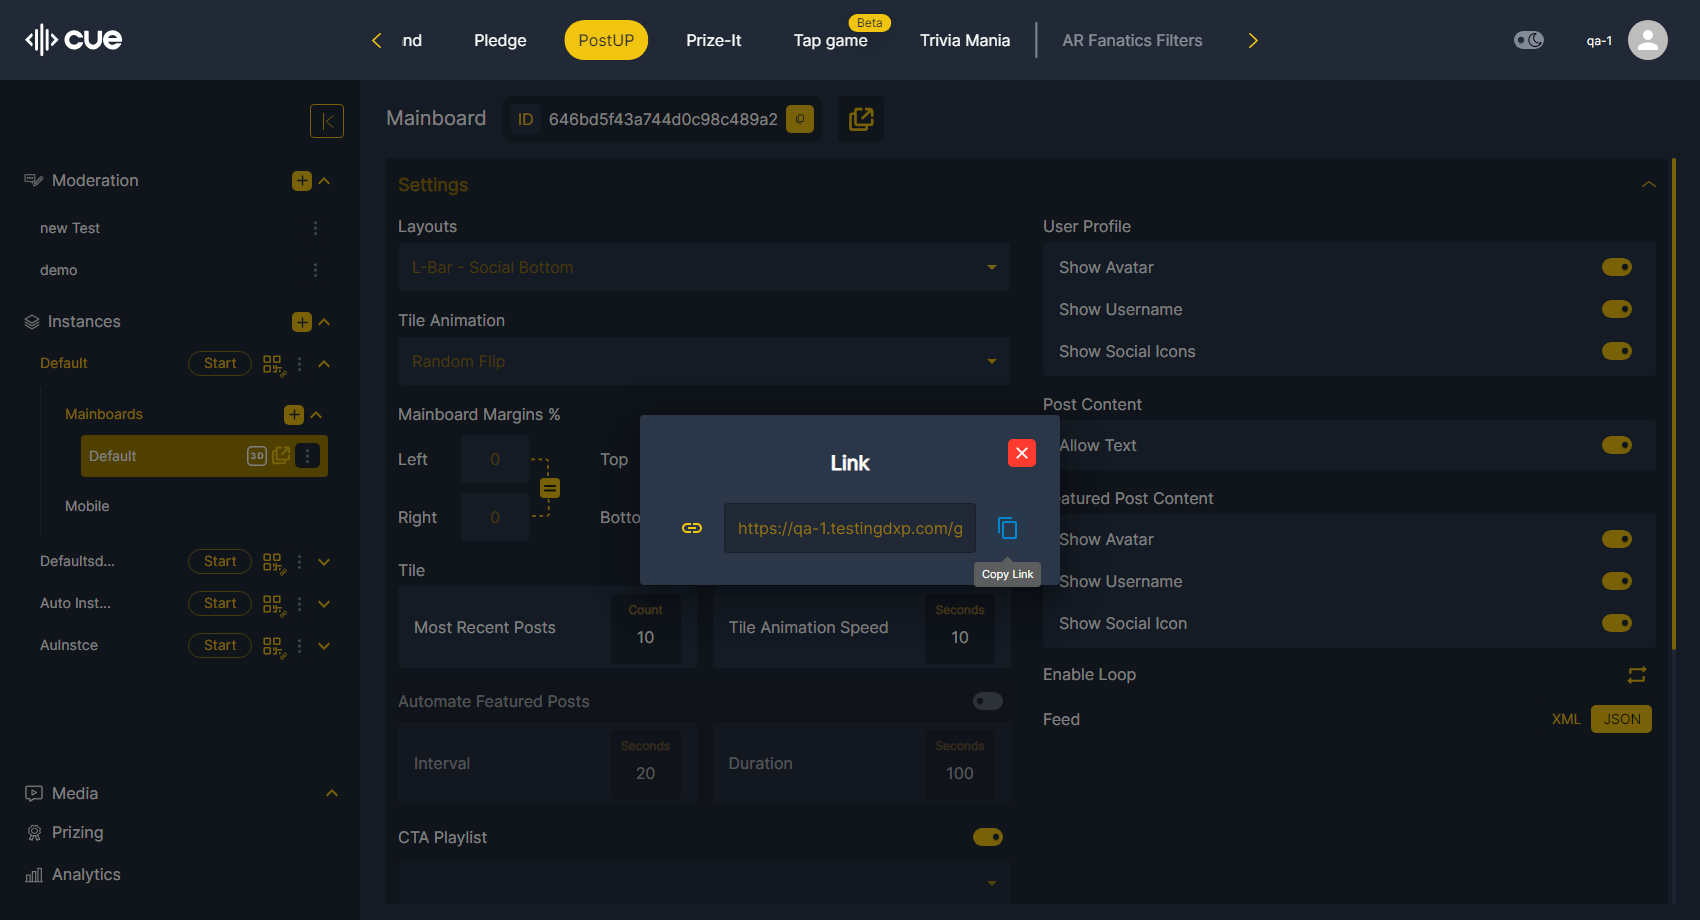 cue
nd
Pledge
PostUP
Prize-It
Beta
Tap game
Trivia Mania
AR Fanatics Filters
qa-1
Mainboard
ID
646bd5f43a744d0c98c489a2
Moderation
new Test
demo
Instances
Default
Start
Mainboards
Default
3D
Mobile
Defaultsd...
Start
Auto Inst...
Start
AuInstce
Start
Media
Prizing
Analytics
Settings
Layouts
L-Bar - Social Bottom
Tile Animation
Random Flip
Mainboard Margins %
Left
0
Top
Right
0
Botto
Tile
Most Recent Posts
Count
10
Tile Animation Speed
Seconds
10
Automate Featured Posts
Interval
Seconds
20
Duration
Seconds
100
CTA Playlist
User Profile
Show Avatar
Show Username
Show Social Icons
Post Content
Allow Text
atured Post Content
Show Avatar
Show Username
Show Social Icon
Enable Loop
Feed
XML
JSON
Link
https://qa-1.testingdxp.com/g
Copy Link